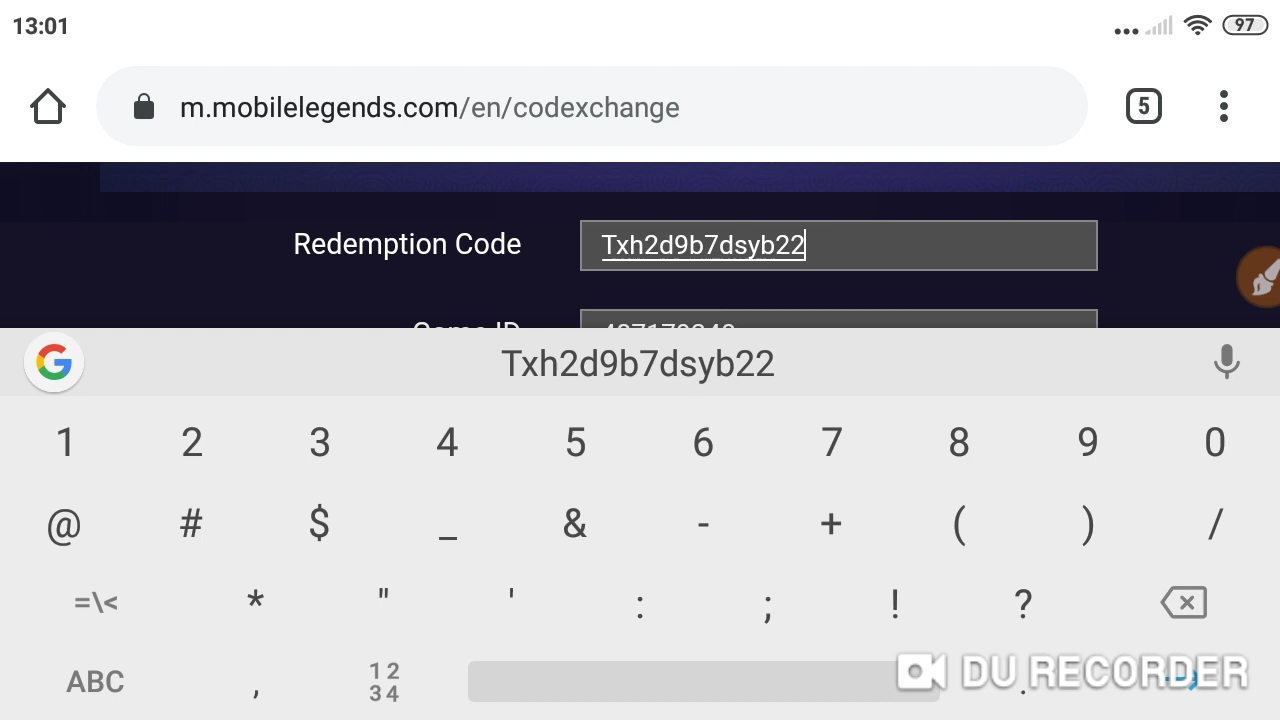 13:01
97
m.mobilelegends.com/en/codexchange
5
Redemption Code
Txh2d9b7dsyb22
Txh2d9b7dsyb22
1 2 3 4 5 6 7 8 9 0
@ # $ _ & - + ( ) /
=\< * " ' : ; ! ?
ABC , 12 34 .
DU RECORDER